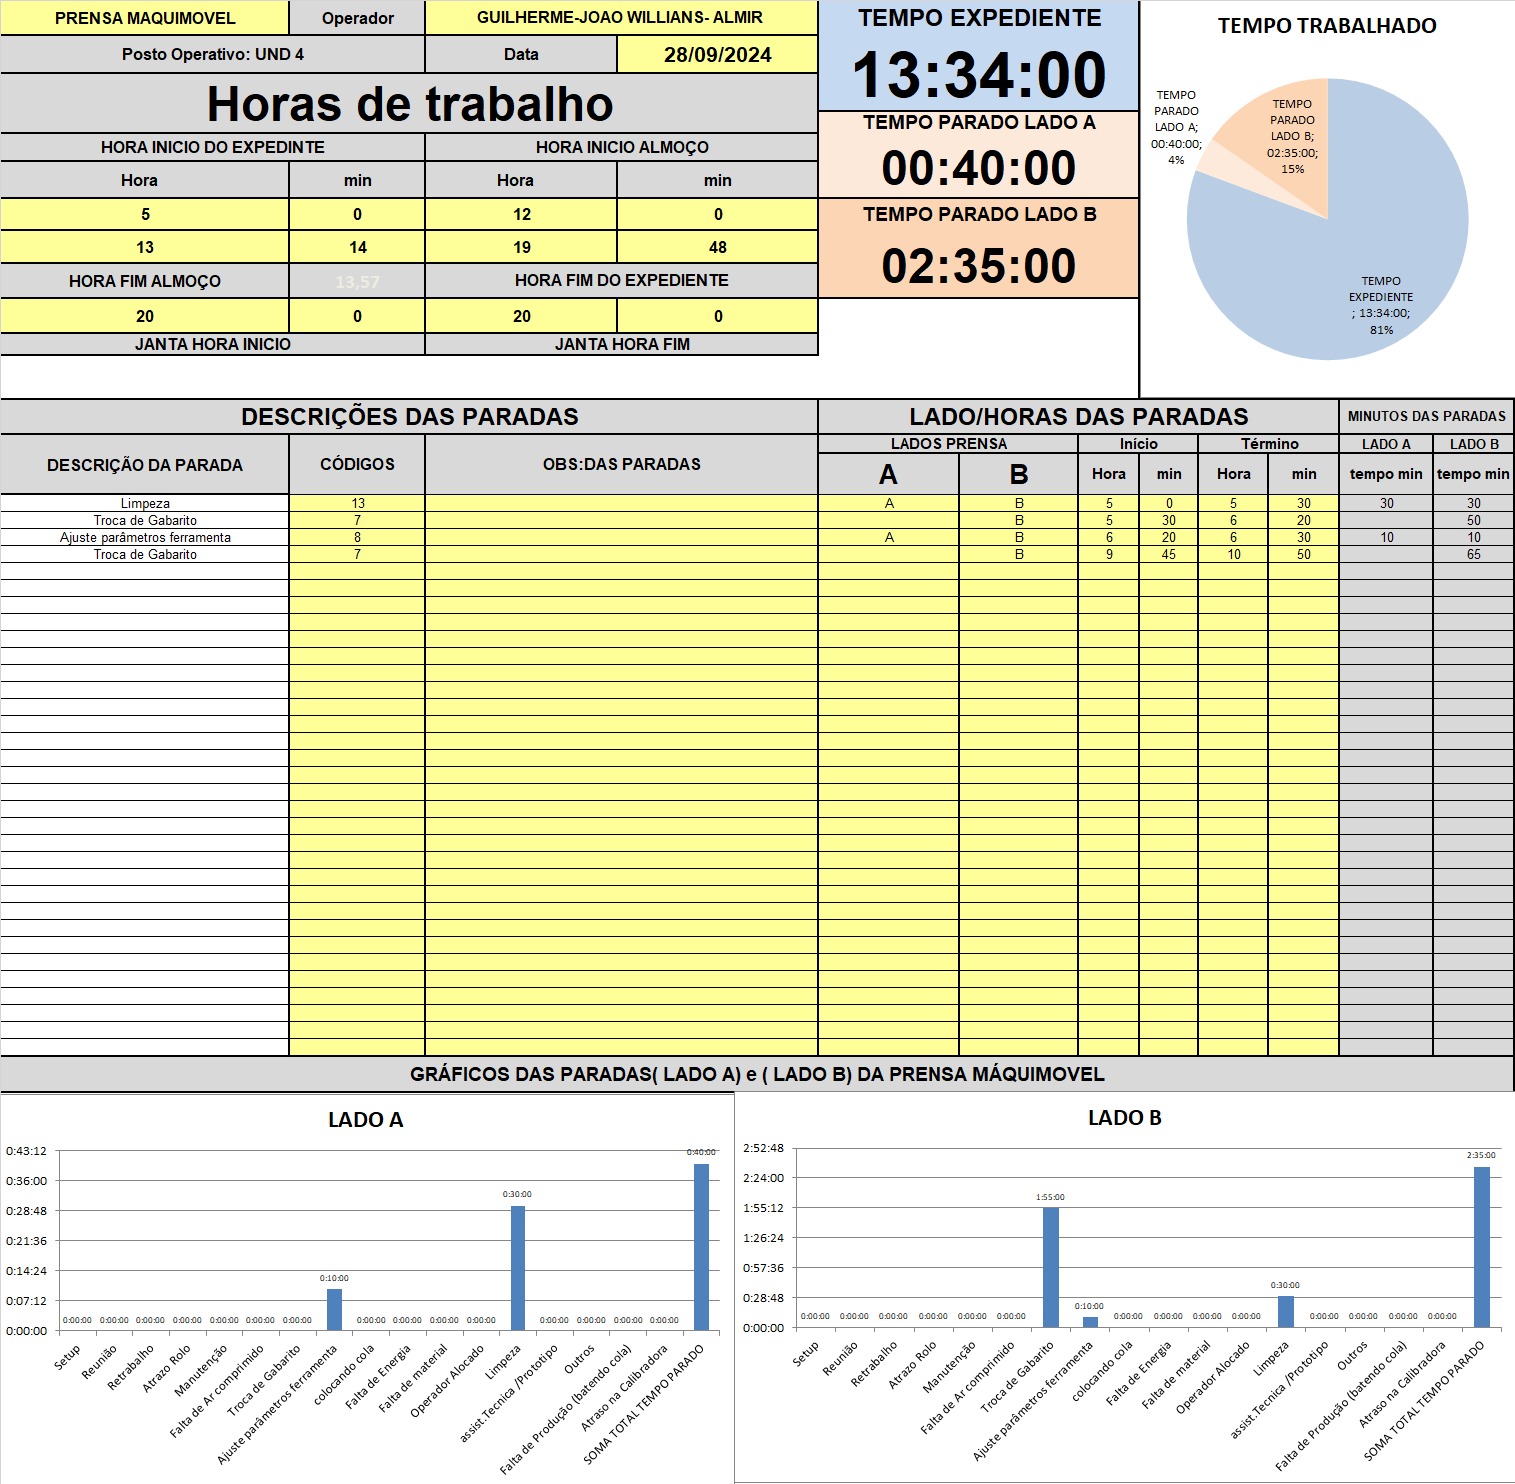 PRENSA MAQUIMOVEL Operador GUILHERME-JOAO WILLIANS- ALMIR
Posto Operativo: UND 4 Data 28/09/2024
Horas de trabalho
HORA INICIO DO EXPEDINTE HORA INICIO ALMOÇO
Hora min Hora min
5 0 12 0
13 14 19 48
HORA FIM ALMOÇO 13,57 HORA FIM DO EXPEDIENTE
20 0 20 0
JANTA HORA INICIO JANTA HORA FIM
TEMPO EXPEDIENTE
13:34:00
TEMPO PARADO LADO A
00:40:00
TEMPO PARADO LADO B
02:35:00
TEMPO TRABALHADO
TEMPO
PARADO
LADO A;
00:40:00;
4%
TEMPO
PARADO
LADO B;
02:35:00;
15%
TEMPO
EXPEDIENTE
; 13:34:00;
81%
DESCRIÇÕES DAS PARADAS LADO/HORAS DAS PARADAS MINUTOS DAS PARADAS
DESCRIÇÃO DA PARADA CÓDIGOS OBS:DAS PARADAS
LADOS PRENSA Início Término LADO A LADO B
A B Hora min Hora min tempo min tempo min
Limpeza 13 A B 5 0 5 30 30 30
Troca de Gabarito 7 B 5 30 6 20 50
Ajuste parâmetros ferramenta 8 A B 6 20 6 30 10 10
Troca de Gabarito 7 B 9 45 10 50 65
GRÁFICOS DAS PARADAS( LADO A) e ( LADO B) DA PRENSA MÁQUIMOVEL
LADO A
0:43:12
0:36:00
0:28:48
0:21:36
0:14:24
0:07:12
0:00:00
0:00:00 0:00:00 0:00:00 0:00:00 0:00:00 0:00:00 0:00:00 0:10:00 0:00:00 0:00:00 0:00:00 0:00:00 0:30:00 0:00:00 0:00:00 0:00:00 0:00:00 0:40:00
Setup
Reunião
Retrabalho
Atrazo Rolo
Manutenção
Falta de Ar comprimido
Troca de Gabarito
Ajuste parâmetros ferramenta
colocando cola
Falta de Energia
Falta de material
Operador Alocado
Limpeza
assist.Tecnica /Prototipo
Outros
Falta de Produção (batendo cola)
Atraso na Calibradora
SOMA TOTAL TEMPO PARADO
LADO B
2:52:48
2:24:00
1:55:12
1:26:24
0:57:36
0:28:48
0:00:00
0:00:00 0:00:00 0:00:00 0:00:00 0:00:00 0:00:00 1:55:00 0:10:00 0:00:00 0:00:00 0:00:00 0:00:00 0:30:00 0:00:00 0:00:00 0:00:00 0:00:00 2:35:00
Setup
Reunião
Retrabalho
Atrazo Rolo
Manutenção
Falta de Ar comprimido
Troca de Gabarito
Ajuste parâmetros ferramenta
colocando cola
Falta de Energia
Falta de material
Operador Alocado
Limpeza
assist.Tecnica /Prototipo
Outros
Falta de Produção (batendo cola)
Atraso na Calibradora
SOMA TOTAL TEMPO PARADO